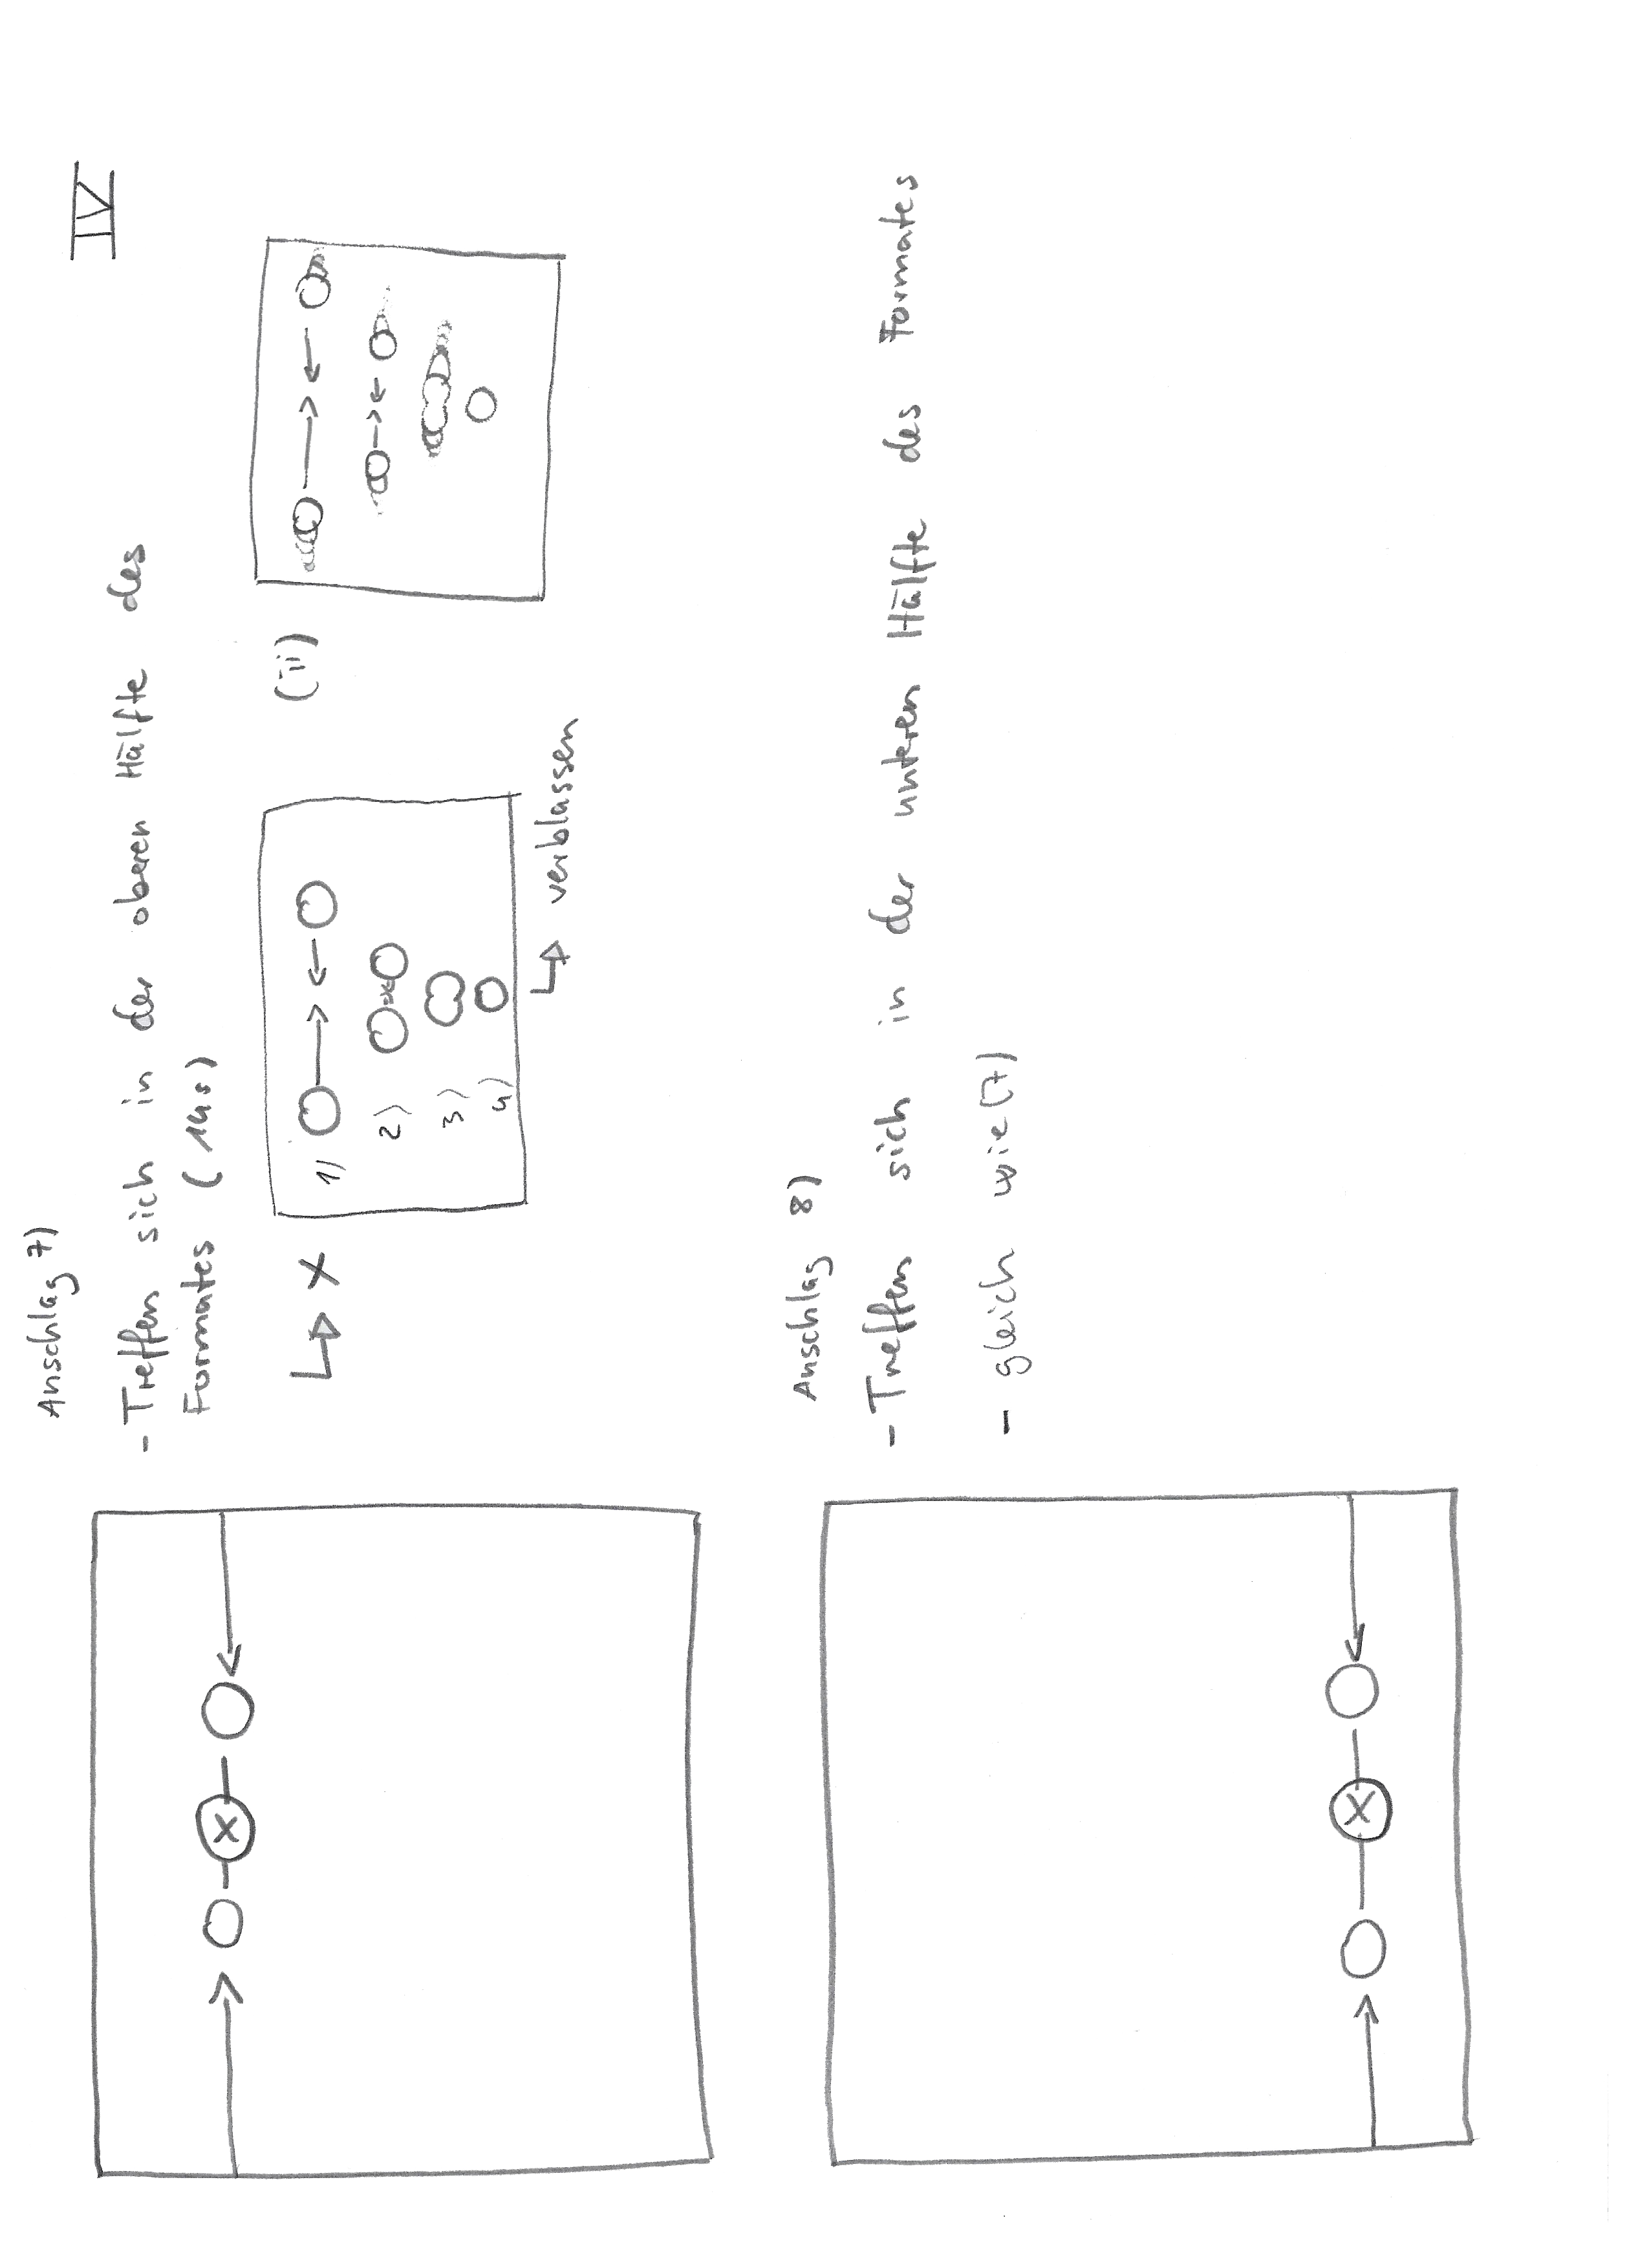 IV
Anschlag 7)
- Treffen sich in der oberen Hälfte des
Formates
x
1)
2)
3)
4)
verblassen
(ii)
Anschlag 8)
- Treffen sich in der unteren Hälfte des Formates
- gleich wie (7)
x
x